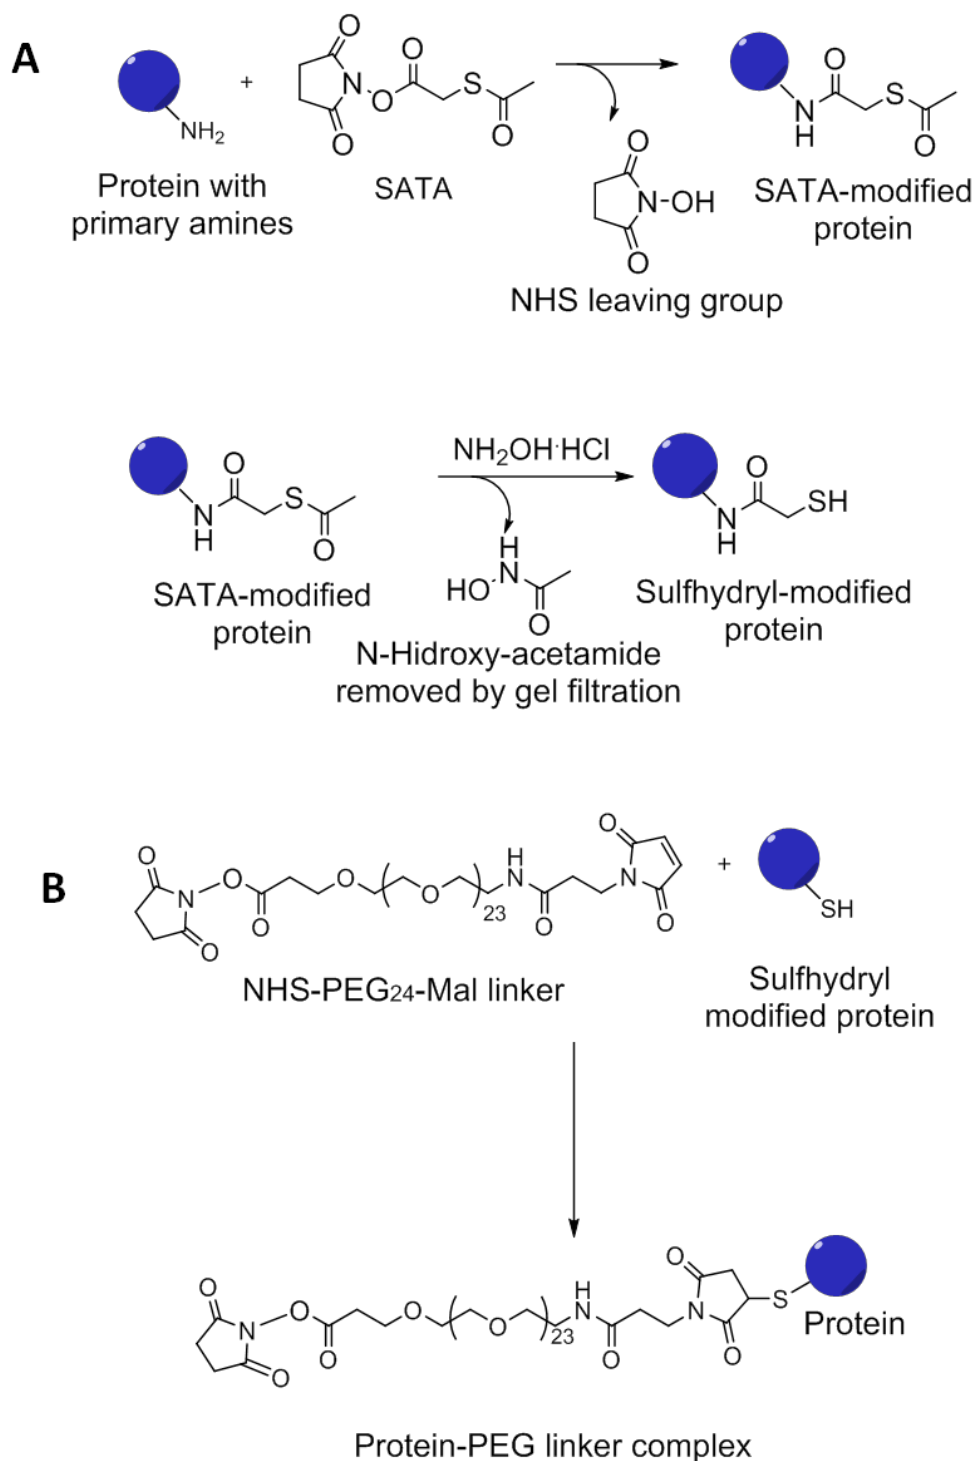 A
NH2
+
O
N
O
O
O
S
O
O
N
H
O
S
O
Protein with
primary amines
SATA
SATA-modified
protein
O
N-OH
O
NHS leaving group
NH2OH·HCl
O
N
H
S
O
H
N
HO
O
O
N
H
SH
SATA-modified
protein
Sulfhydryl-modified
protein
N-Hidroxy-acetamide
removed by gel filtration
B
O
N
O
O
O
O
O
23
H
N
O
O
N
O
+
SH
NHS-PEG24-Mal linker
Sulfhydryl
modified protein
O
N
O
O
O
O
O
23
H
N
O
O
N
O
S
Protein
Protein-PEG linker complex